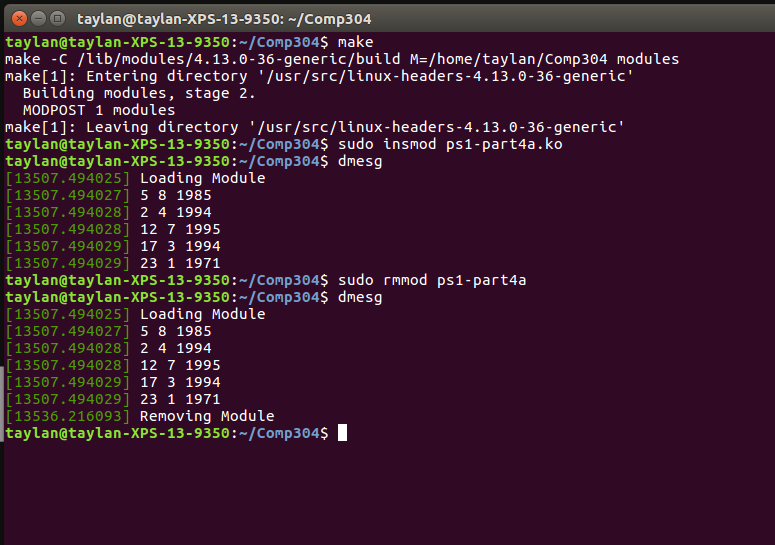 taylan@taylan-XPS-13-9350: ~/Comp304
taylan@taylan-XPS-13-9350:~/Comp304$ make
make -C /lib/modules/4.13.0-36-generic/build M=/home/taylan/Comp304 modules
make[1]: Entering directory '/usr/src/linux-headers-4.13.0-36-generic'
  Building modules, stage 2.
  MODPOST 1 modules
make[1]: Leaving directory '/usr/src/linux-headers-4.13.0-36-generic'
taylan@taylan-XPS-13-9350:~/Comp304$ sudo insmod ps1-part4a.ko
taylan@taylan-XPS-13-9350:~/Comp304$ dmesg
[13507.494025] Loading Module
[13507.494027] 5 8 1985
[13507.494028] 2 4 1994
[13507.494028] 12 7 1995
[13507.494029] 17 3 1994
[13507.494029] 23 1 1971
taylan@taylan-XPS-13-9350:~/Comp304$ sudo rmmod ps1-part4a
taylan@taylan-XPS-13-9350:~/Comp304$ dmesg
[13507.494025] Loading Module
[13507.494027] 5 8 1985
[13507.494028] 2 4 1994
[13507.494028] 12 7 1995
[13507.494029] 17 3 1994
[13507.494029] 23 1 1971
[13536.216093] Removing Module
taylan@taylan-XPS-13-9350:~/Comp304$